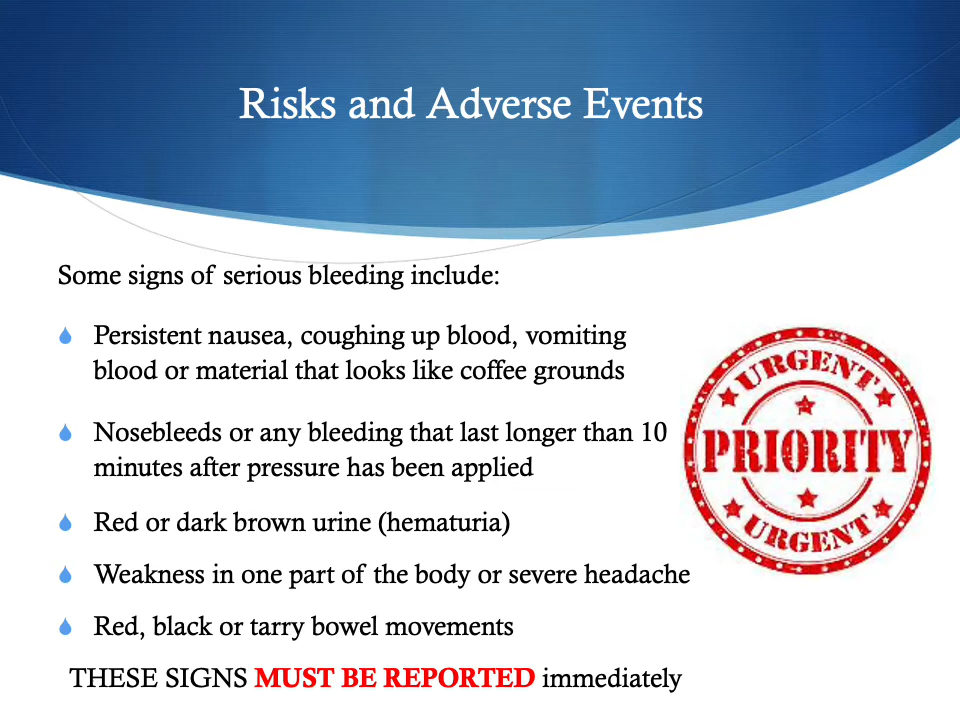 Risks and Adverse Events
Some signs of serious bleeding include:
Persistent nausea, coughing up blood, vomiting
blood or material that looks like coffee grounds
Nosebleeds or any bleeding that last longer than 10
minutes after pressure has been applied
Red or dark brown urine (hematuria)
Weakness in one part of the body or severe headache
Red, black or tarry bowel movements
THESE SIGNS MUST BE REPORTED immediately
URGENT
PRIORITY
URGENT